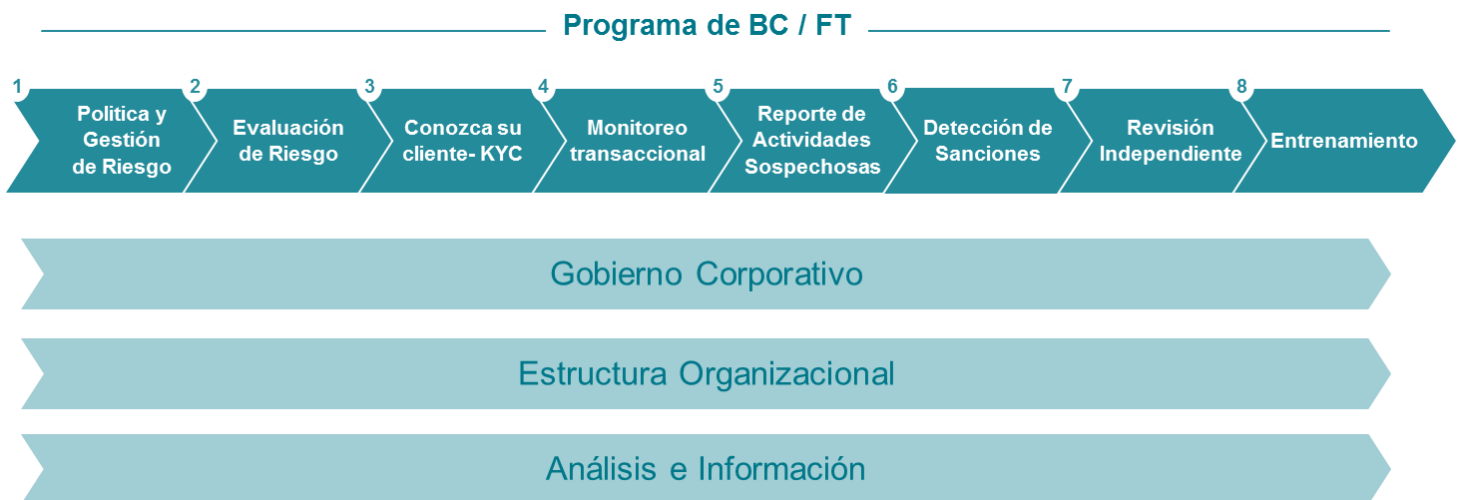 Programa de BC / FT
1
Politica y
Gestión
de Riesgo
2
Evaluación
de Riesgo
3
Conozca su
cliente- KYC
4
Monitoreo
transaccional
5
Reporte de
Actividades
Sospechosas
6
Detección de
Sanciones
7
Revisión
Independiente
8
Entrenamiento
Gobierno Corporativo
Estructura Organizacional
Análisis e Información